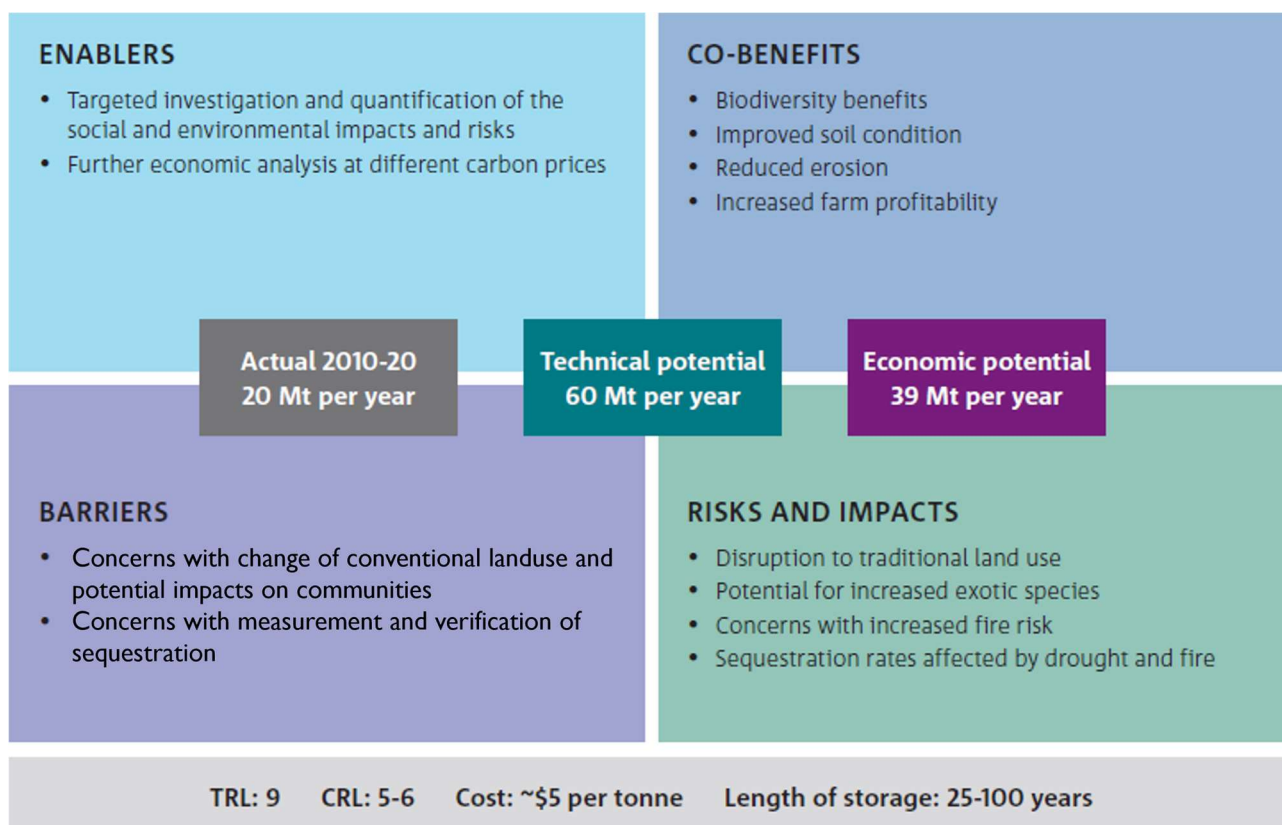 ENABLERS
• Targeted investigation and quantification of the
social and environmental impacts and risks
• Further economic analysis at different carbon prices
CO-BENEFITS
• Biodiversity benefits
• Improved soil condition
• Reduced erosion
• Increased farm profitability
Actual 2010-20
20 Mt per year
Technical potential
60 Mt per year
Economic potential
39 Mt per year
BARRIERS
• Concerns with change of conventional landuse and
potential impacts on communities
• Concerns with measurement and verification of
sequestration
RISKS AND IMPACTS
• Disruption to traditional land use
• Potential for increased exotic species
• Concerns with increased fire risk
• Sequestration rates affected by drought and fire
TRL: 9 CRL: 5-6 Cost: ~$5 per tonne Length of storage: 25-100 years